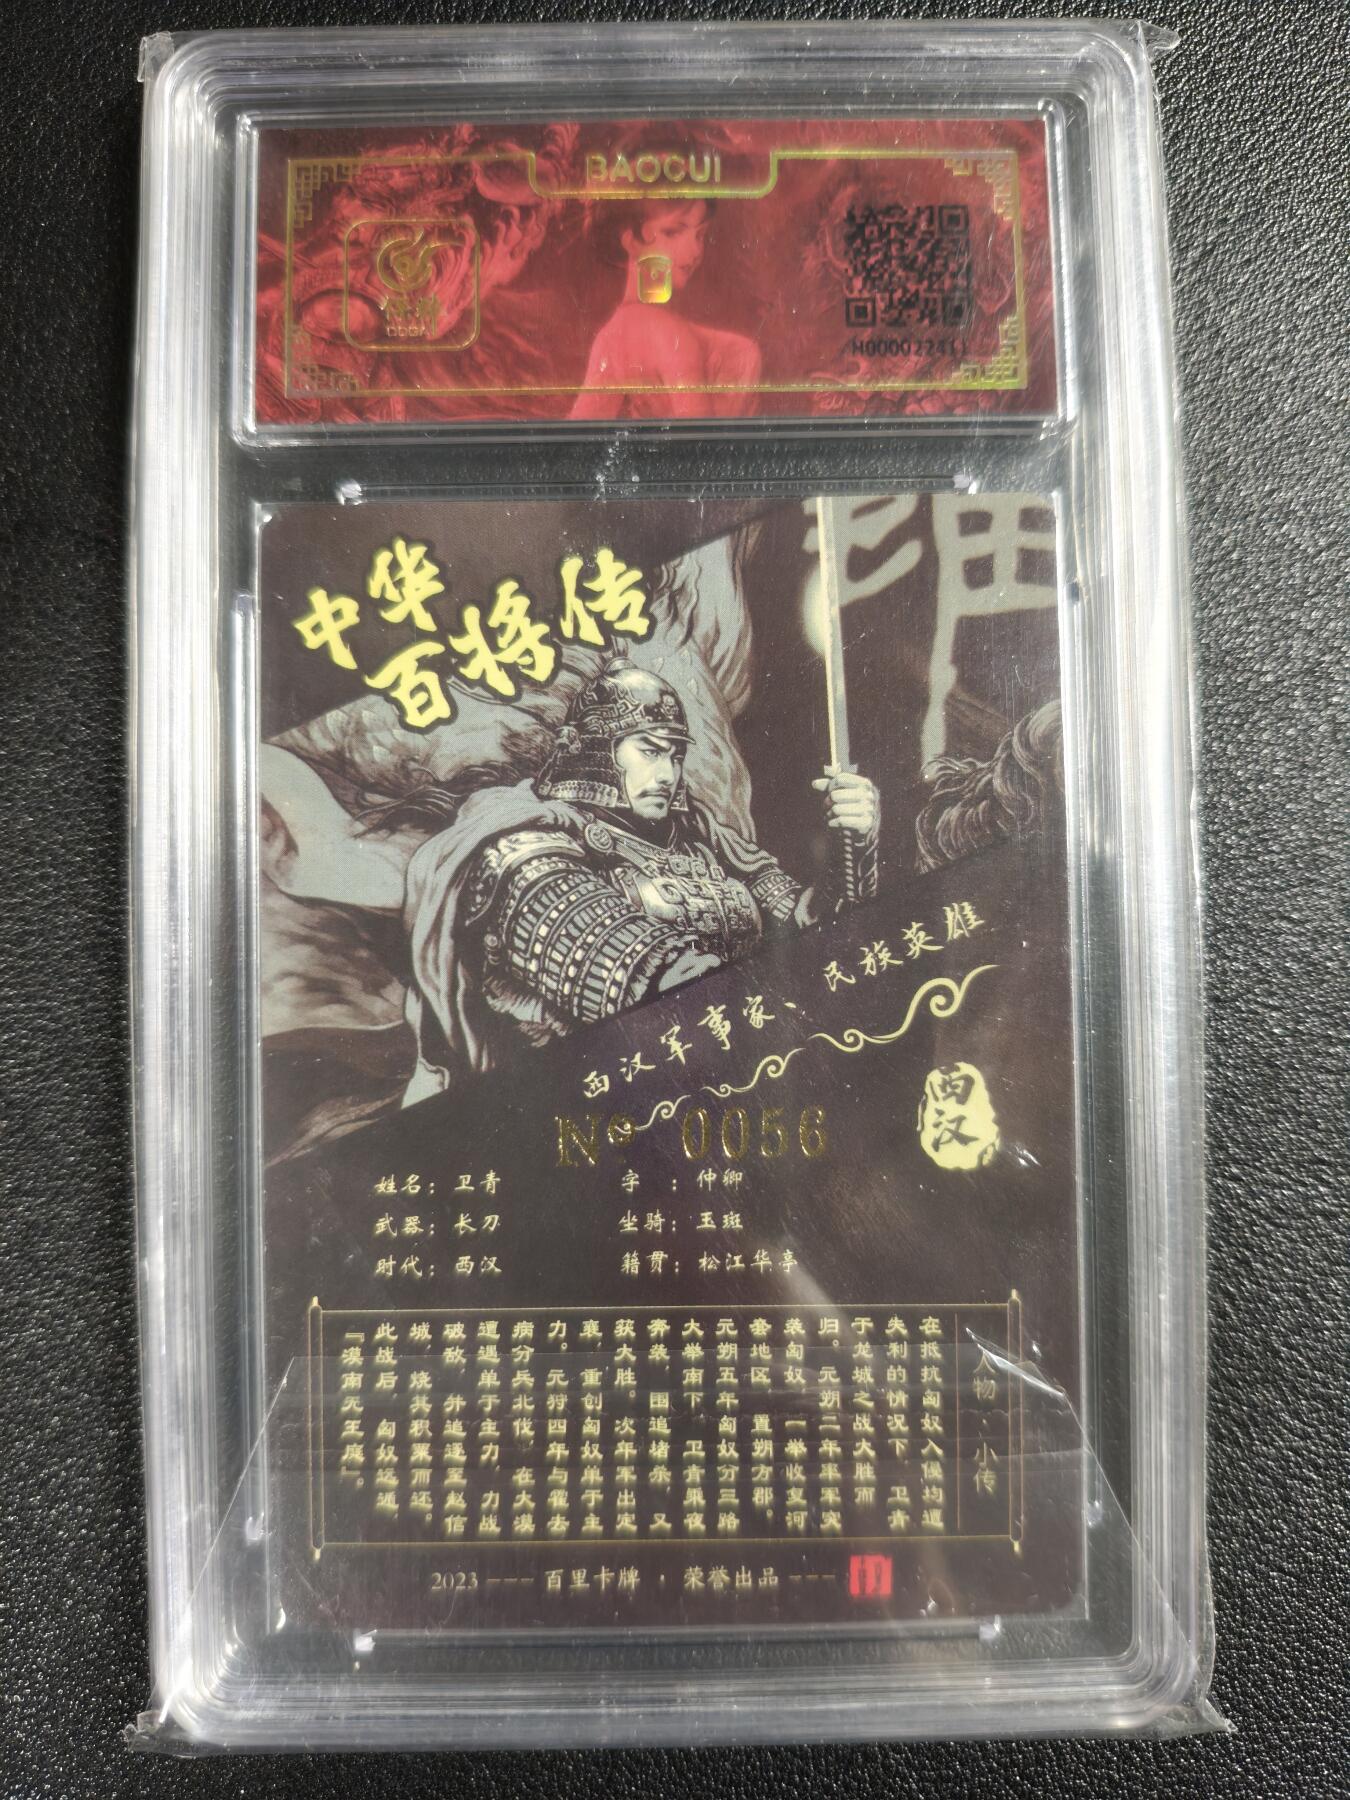 BAOCUI
保粹
H000022411
中华
百将传
西汉军事家、民族英雄
西汉
№ 0056
姓名：卫青
字 ：仲卿
武器：长刀
坐骑：玉斑
时代：西汉
籍贯：松江华亭
人物·小传
在抵抗匈奴入侵均遭
失利的情况下，卫青
于龙城之战大胜而
归。元朔二年率军突
袭匈奴，一举收复河
套地区，置朔方郡。
元朔五年匈奴分三路
大举南下，卫青乘夜
奔袭，围追堵杀，又
获大胜。次年军出定
襄，重创匈奴单于主
力。元狩四年与霍去
病分兵北伐，在大漠
遭遇单于主力，力战
破敌，并追逐至赵信
城，烧其积粟而还。
此战后，匈奴远遁，
『漠南无王庭』。
2023 --- 百里卡牌 · 荣誉出品 ---